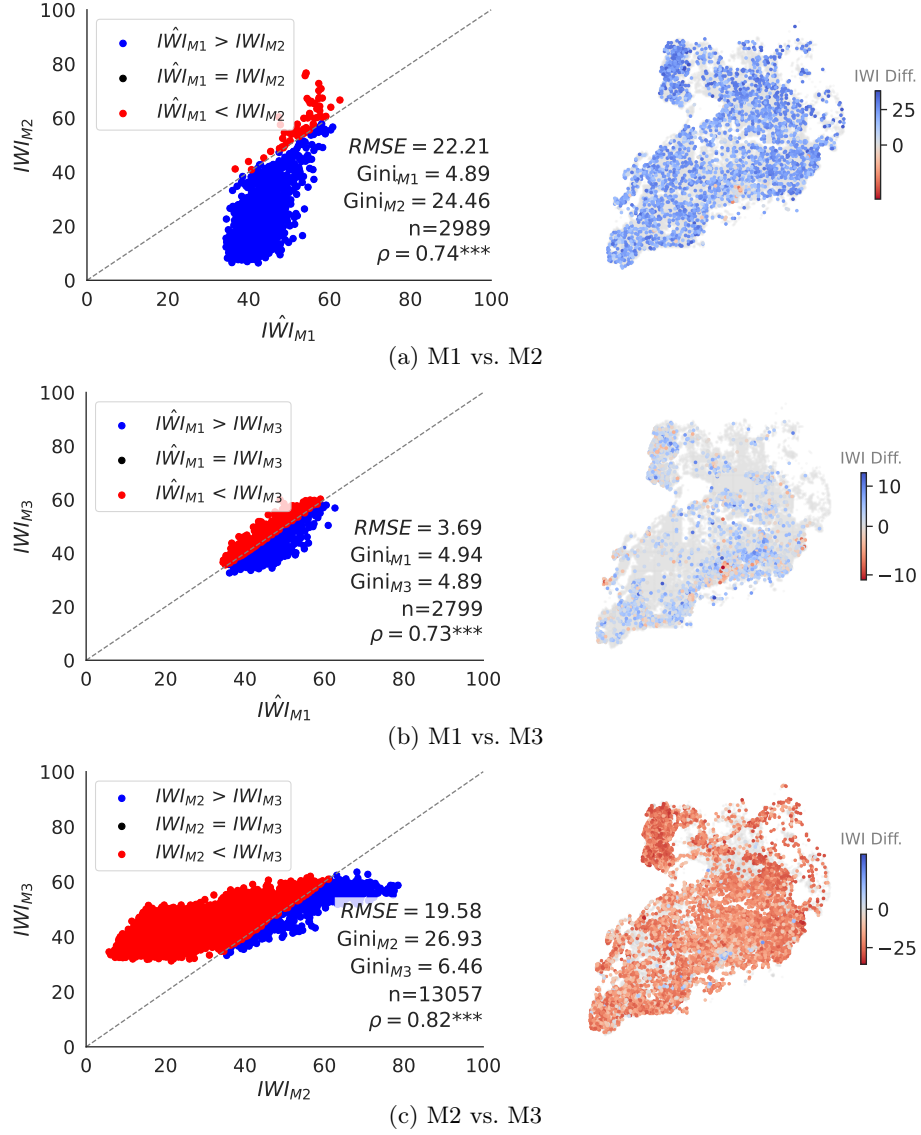 100
80
60
40
20
0
IWI_M2
IŴI_M1 > IWI_M2
IŴI_M1 = IWI_M2
IŴI_M1 < IWI_M2
RMSE = 22.21
Gini_M1 = 4.89
Gini_M2 = 24.46
n=2989
ρ = 0.74***
0 20 40 60 80 100
IŴI_M1
IWI Diff.
25
0
(a) M1 vs. M2
100
80
60
40
20
0
IWI_M3
IŴI_M1 > IWI_M3
IŴI_M1 = IWI_M3
IŴI_M1 < IWI_M3
RMSE = 3.69
Gini_M1 = 4.94
Gini_M3 = 4.89
n=2799
ρ = 0.73***
0 20 40 60 80 100
IŴI_M1
IWI Diff.
10
0
−10
(b) M1 vs. M3
100
80
60
40
20
0
IWI_M3
IWI_M2 > IWI_M3
IWI_M2 = IWI_M3
IWI_M2 < IWI_M3
RMSE = 19.58
Gini_M2 = 26.93
Gini_M3 = 6.46
n=13057
ρ = 0.82***
0 20 40 60 80 100
IWI_M2
IWI Diff.
0
−25
(c) M2 vs. M3